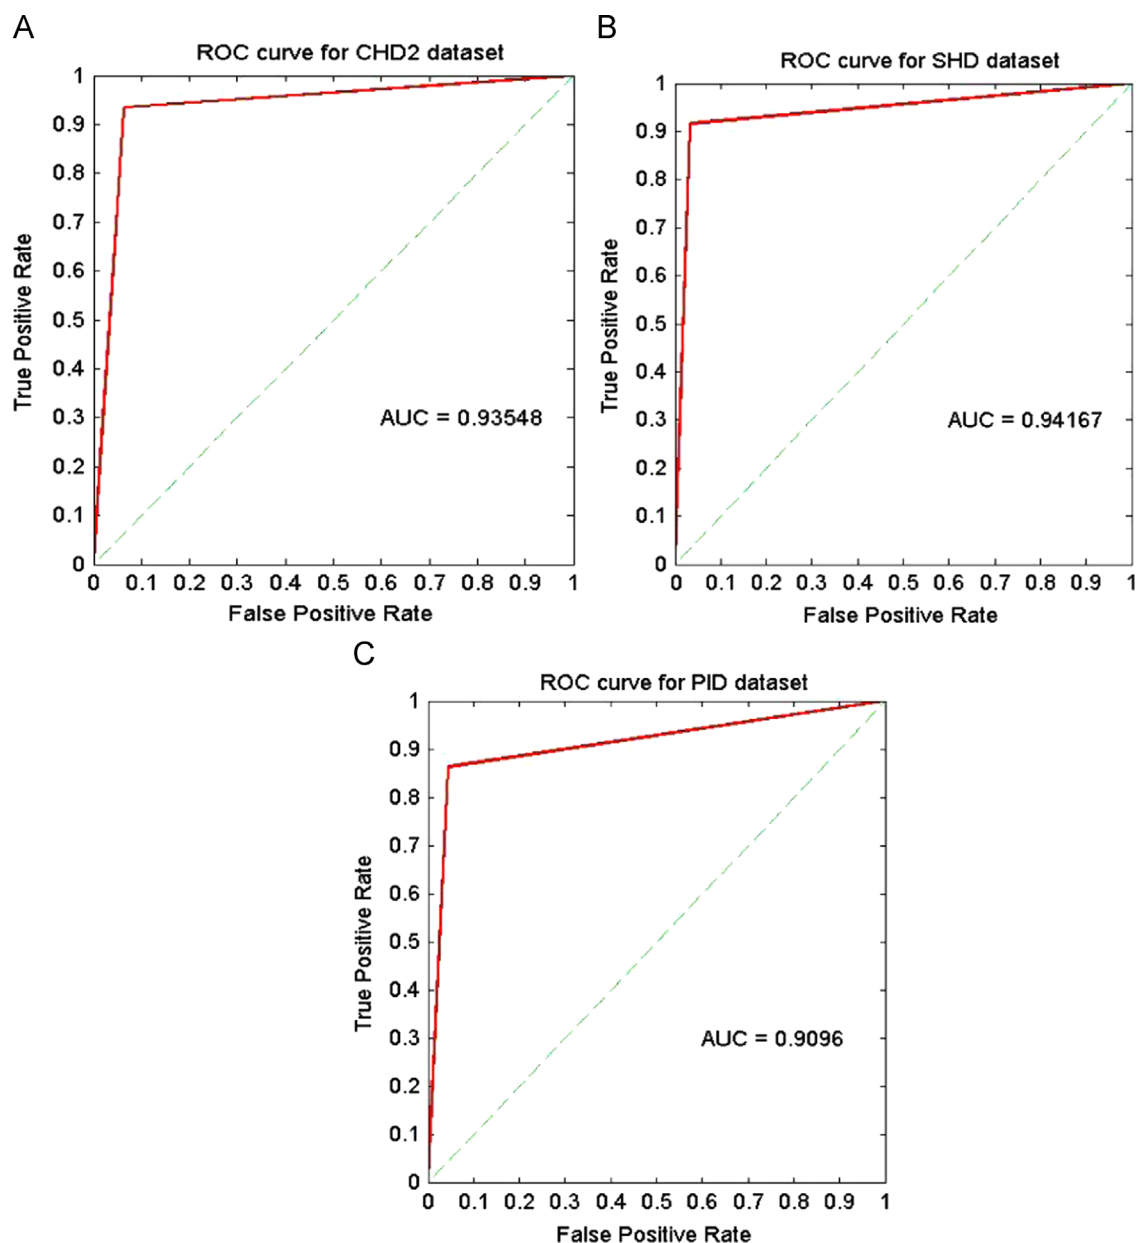 A
ROC curve for CHD2 dataset
True Positive Rate
1
0.9
0.8
0.7
0.6
0.5
0.4
0.3
0.2
0.1
0
AUC = 0.93548
0 0.1 0.2 0.3 0.4 0.5 0.6 0.7 0.8 0.9 1
False Positive Rate
B
ROC curve for SHD dataset
True Positive Rate
1
0.9
0.8
0.7
0.6
0.5
0.4
0.3
0.2
0.1
0
AUC = 0.94167
0 0.1 0.2 0.3 0.4 0.5 0.6 0.7 0.8 0.9 1
False Positive Rate
C
ROC curve for PID dataset
True Positive Rate
1
0.9
0.8
0.7
0.6
0.5
0.4
0.3
0.2
0.1
0
AUC = 0.9096
0 0.1 0.2 0.3 0.4 0.5 0.6 0.7 0.8 0.9 1
False Positive Rate